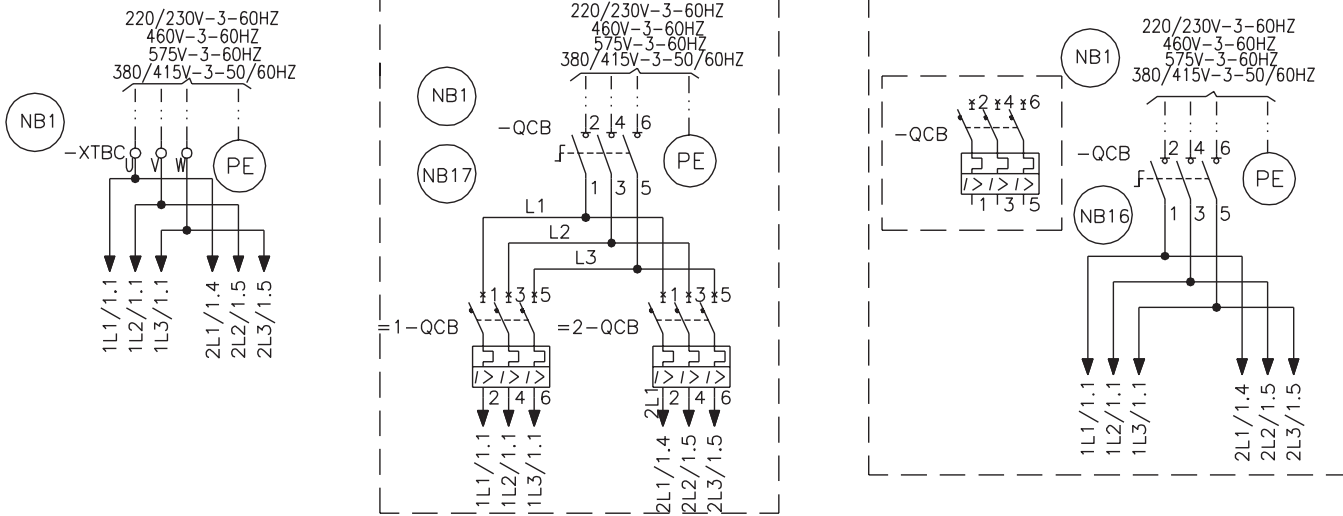 220/230V-3-60HZ
460V-3-60HZ
575V-3-60HZ
380/415V-3-50/60HZ
NB1
-XTBC
U
V
W
PE
1L1/1.1
1L2/1.1
1L3/1.1
2L1/1.4
2L2/1.5
2L3/1.5
220/230V-3-60HZ
460V-3-60HZ
575V-3-60HZ
380/415V-3-50/60HZ
NB1
-QCB
2 4 6
NB17
PE
1 3 5
L1
L2
L3
1 3 5
1 3 5
=1-QCB
=2-QCB
I> I> I>
I> I> I>
2 4 6
2L1
2 4 6
1L1/1.1
1L2/1.1
1L3/1.1
2L1/1.4
2L2/1.5
2L3/1.5
220/230V-3-60HZ
460V-3-60HZ
575V-3-60HZ
380/415V-3-50/60HZ
NB1
2 4 6
-QCB
I> I> I>
1 3 5
2 4 6
-QCB
PE
NB16
1 3 5
1L1/1.1
1L2/1.1
1L3/1.1
2L1/1.4
2L2/1.5
2L3/1.5